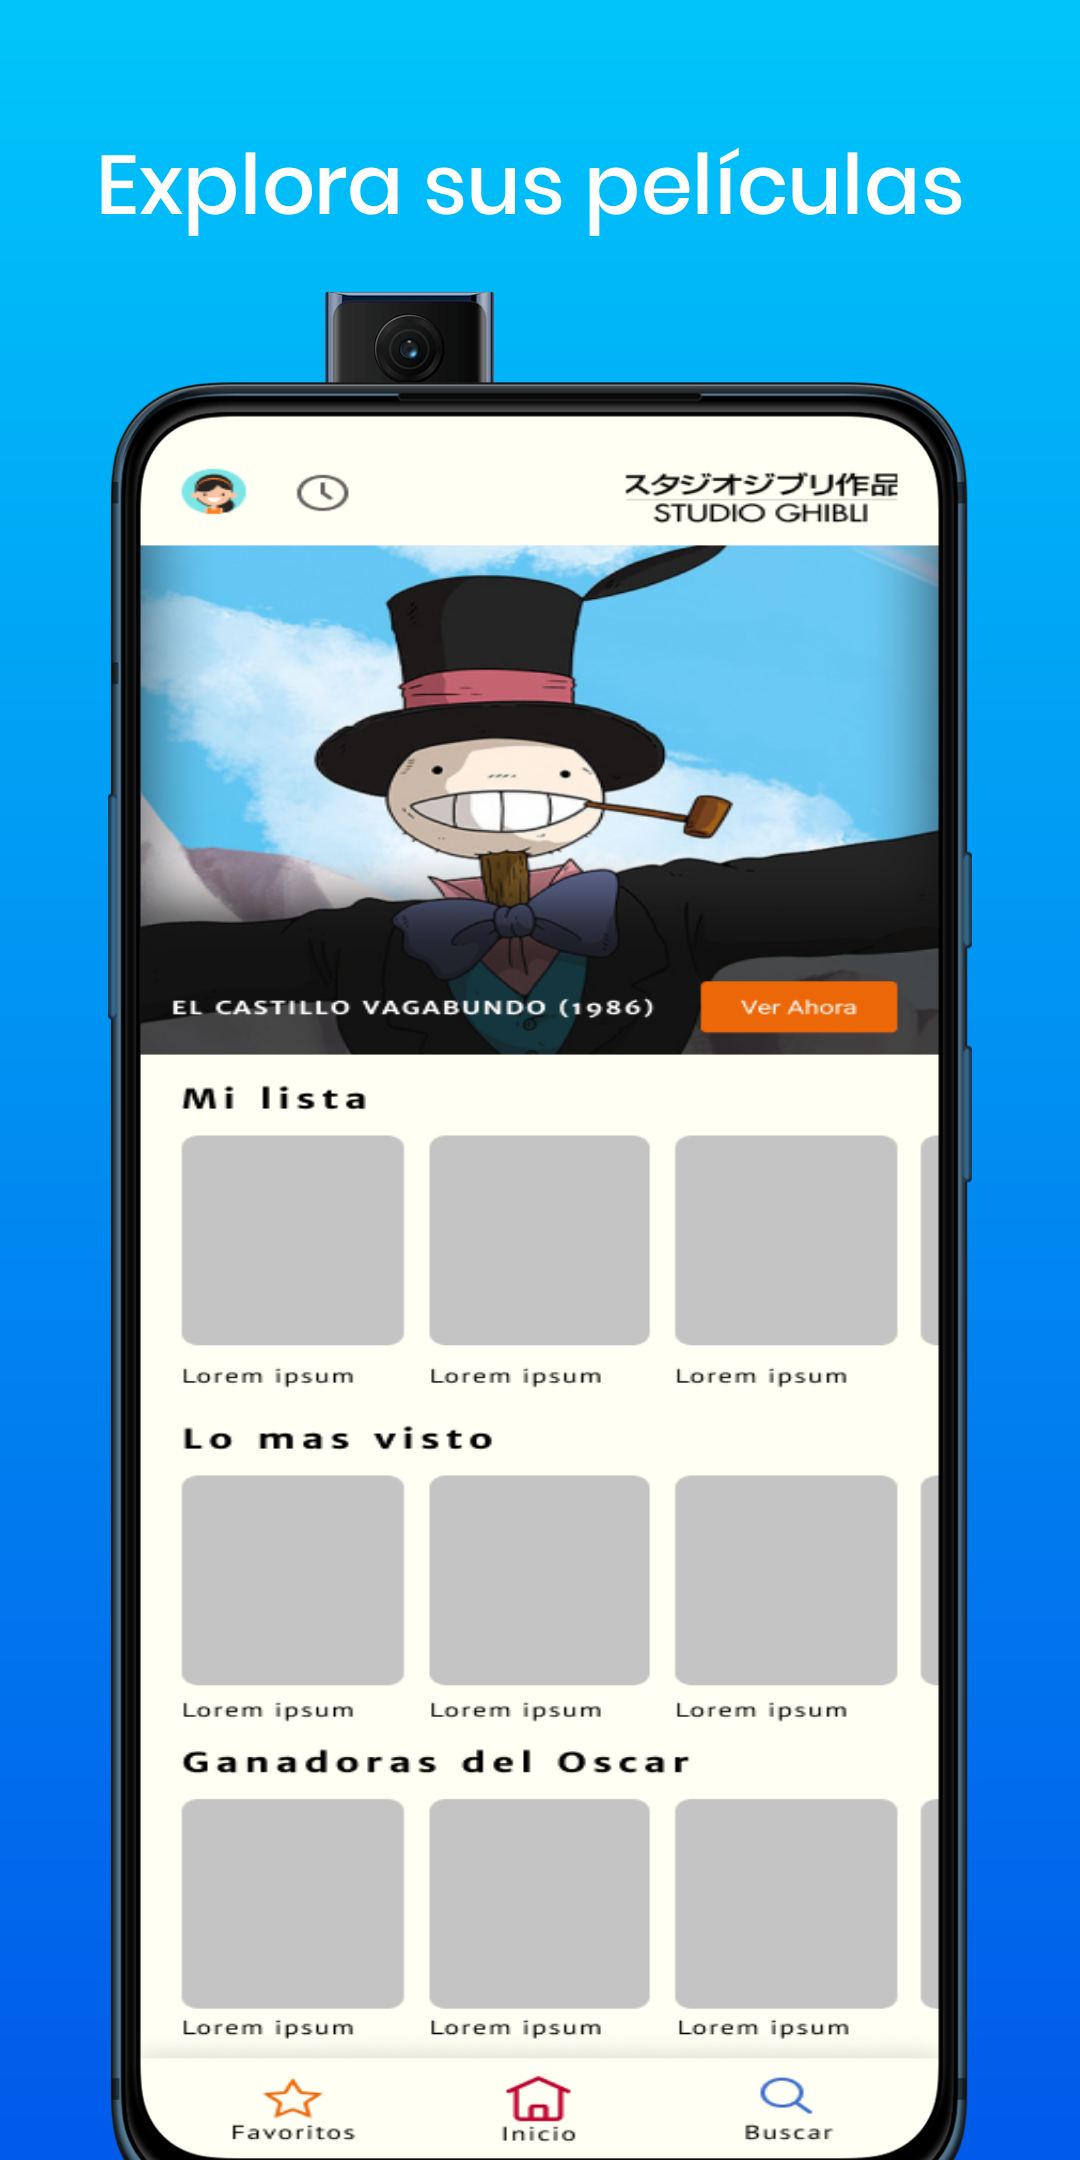 Explora sus películas
スタジオジブリ作品
STUDIO GHIBLI
EL CASTILLO VAGABUNDO (1986)
Ver Ahora
Mi lista
Lorem ipsum
Lorem ipsum
Lorem ipsum
Lo mas visto
Lorem ipsum
Lorem ipsum
Lorem ipsum
Ganadoras del Oscar
Lorem ipsum
Lorem ipsum
Lorem ipsum
Favoritos
Inicio
Buscar